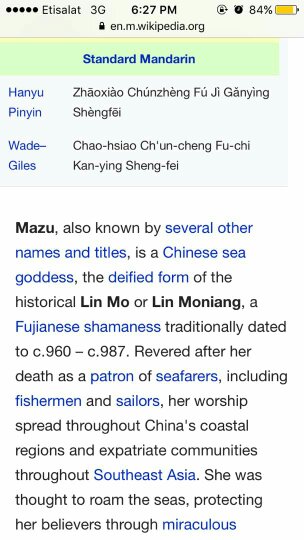 Etisalat 3G 6:27 PM 84%
en.m.wikipedia.org
Standard Mandarin
Hanyu Pinyin
Zhāoxiào Chúnzhèng Fú Jì Gǎnyìng
Shèngfēi
Wade–
Giles
Chao-hsiao Ch'un-cheng Fu-chi
Kan-ying Sheng-fei
Mazu, also known by several other
names and titles, is a Chinese sea
goddess, the deified form of the
historical Lin Mo or Lin Moniang, a
Fujianese shamaness traditionally dated
to c.960 – c.987. Revered after her
death as a patron of seafarers, including
fishermen and sailors, her worship
spread throughout China's coastal
regions and expatriate communities
throughout Southeast Asia. She was
thought to roam the seas, protecting
her believers through miraculous